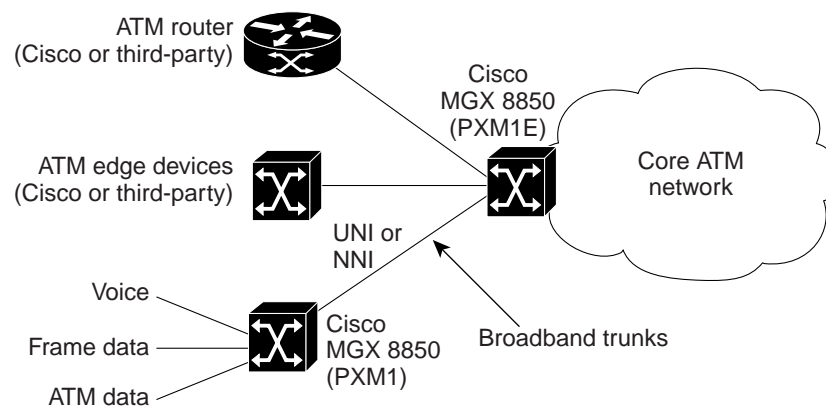 ATM router
(Cisco or third-party)
Cisco
MGX 8850
(PXM1E)
Core ATM
network
ATM edge devices
(Cisco or third-party)
UNI or
NNI
Voice
Frame data
ATM data
Cisco
MGX 8850
(PXM1)
Broadband trunks